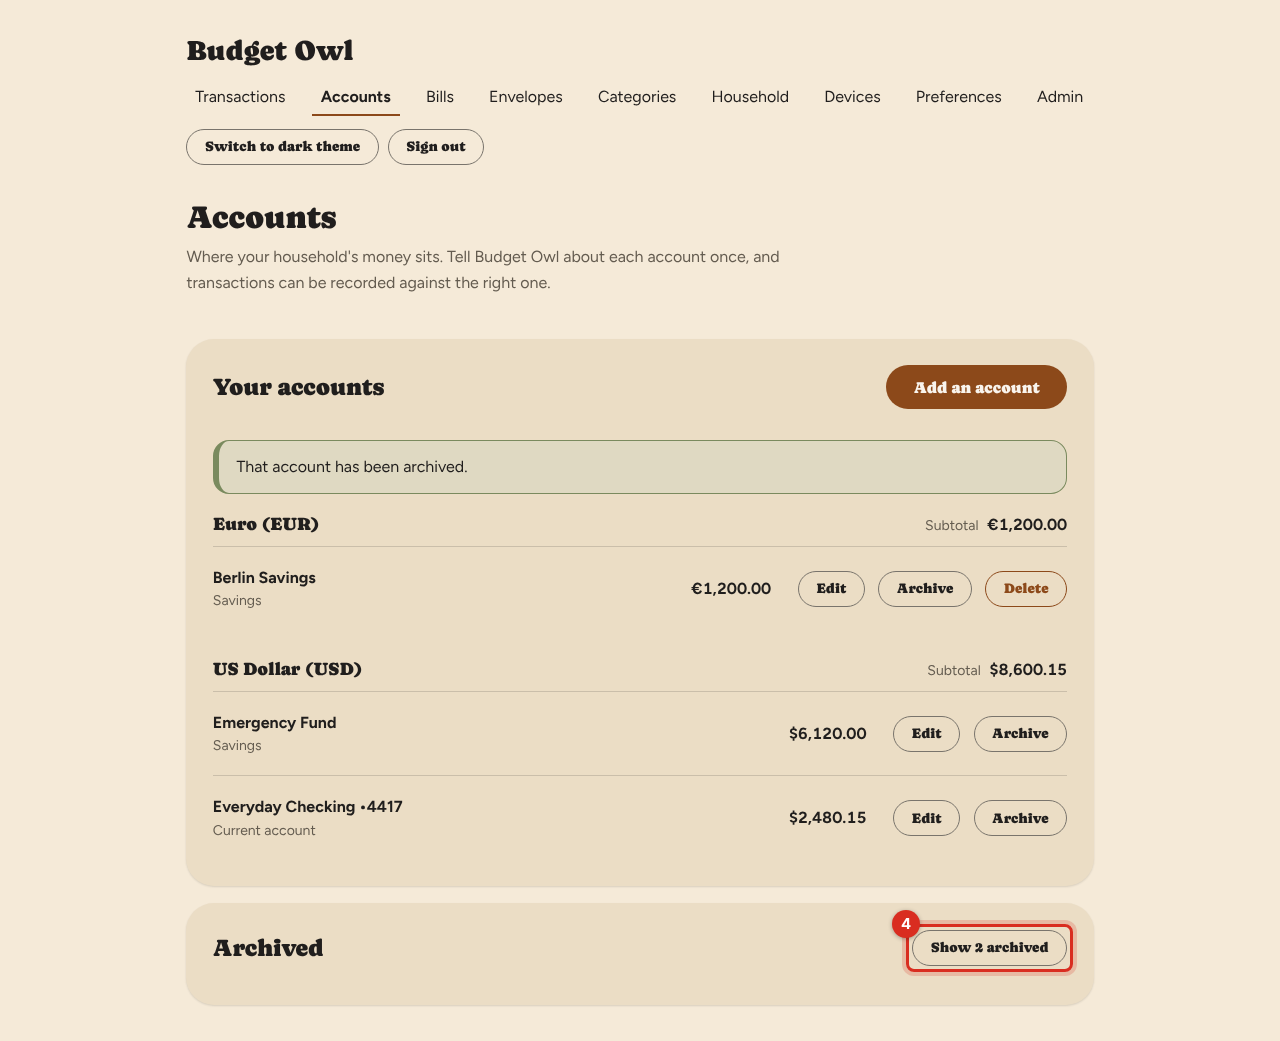 Budget Owl
Transactions Accounts Bills Envelopes Categories Household Devices Preferences Admin
Switch to dark theme Sign out
Accounts
Where your household's money sits. Tell Budget Owl about each account once, and
transactions can be recorded against the right one.
Your accounts Add an account
That account has been archived.
Euro (EUR) Subtotal €1,200.00
Berlin Savings
Savings
€1,200.00 Edit Archive Delete
US Dollar (USD) Subtotal $8,600.15
Emergency Fund
Savings
$6,120.00 Edit Archive
Everyday Checking •4417
Current account
$2,480.15 Edit Archive
4
Archived Show 2 archived